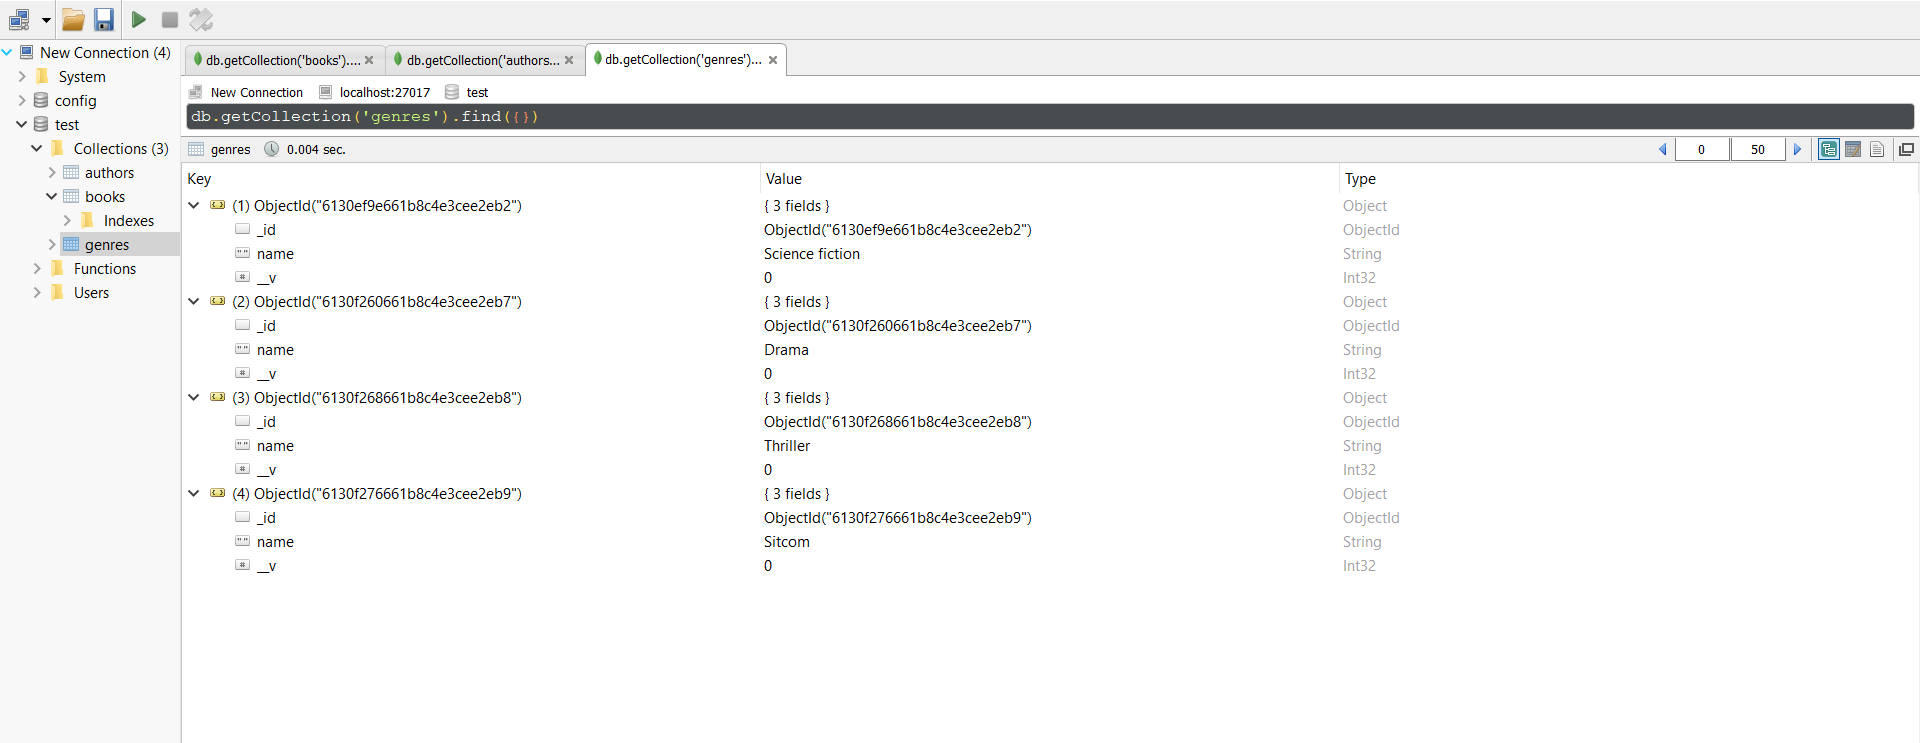 New Connection (4)
System
config
test
Collections (3)
authors
books
Indexes
genres
Functions
Users
db.getCollection('books')....
db.getCollection('authors...
db.getCollection('genres')...
New Connection localhost:27017 test
db.getCollection('genres').find({})
genres 0.004 sec. 0 50
Key Value Type
(1) ObjectId("6130ef9e661b8c4e3cee2eb2") { 3 fields } Object
_id ObjectId("6130ef9e661b8c4e3cee2eb2") ObjectId
name Science fiction String
__v 0 Int32
(2) ObjectId("6130f260661b8c4e3cee2eb7") { 3 fields } Object
_id ObjectId("6130f260661b8c4e3cee2eb7") ObjectId
name Drama String
__v 0 Int32
(3) ObjectId("6130f268661b8c4e3cee2eb8") { 3 fields } Object
_id ObjectId("6130f268661b8c4e3cee2eb8") ObjectId
name Thriller String
__v 0 Int32
(4) ObjectId("6130f276661b8c4e3cee2eb9") { 3 fields } Object
_id ObjectId("6130f276661b8c4e3cee2eb9") ObjectId
name Sitcom String
__v 0 Int32